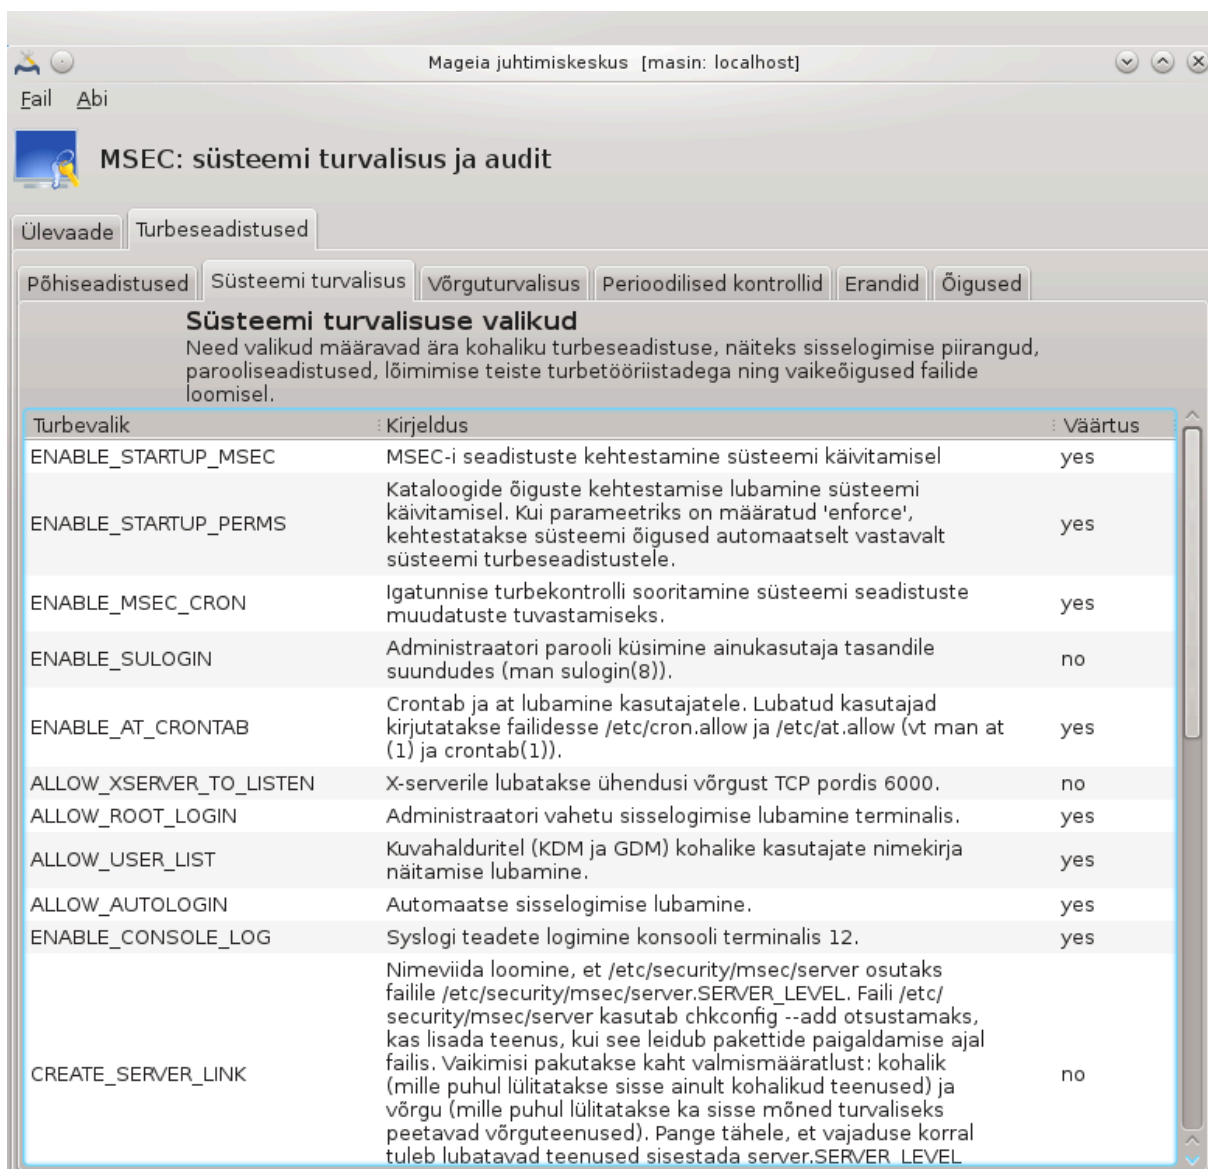 Mageia juhtimiskeskus [masin: localhost]
Fail Abi
MSEC: süsteemi turvalisus ja audit
Ülevaade Turbeseadistused
Põhiseadistused Süsteemi turvalisus Võrguturvalisus Perioodilised kontrollid Erandid Õigused
Süsteemi turvalisuse valikud
Need valikud määravad ära kohaliku turbeseadistuse, näiteks sisselogimise piirangud,
parooliseadistused, lõimimise teiste turbetööriistadega ning vaikeõigused failide
loomisel.
Turbevalik Kirjeldus Väärtus
ENABLE_STARTUP_MSEC MSEC-i seadistuste kehtestamine süsteemi käivitamisel yes
Kataloogide õiguste kehtestamise lubamine süsteemi
käivitamisel. Kui parameetriks on määratud 'enforce',
ENABLE_STARTUP_PERMS yes
kehtestatakse süsteemi õigused automaatselt vastavalt
süsteemi turbeseadistustele.
Igatunnise turbekontrolli sooritamine süsteemi seadistuste
ENABLE_MSEC_CRON yes
muudatuste tuvastamiseks.
Administraatori parooli küsimine ainukasutaja tasandile
ENABLE_SULOGIN no
suundudes (man sulogin(8)).
Crontab ja at lubamine kasutajatele. Lubatud kasutajad
ENABLE_AT_CRONTAB kirjutatakse failidesse /etc/cron.allow ja /etc/at.allow (vt man at yes
(1) ja crontab(1)).
ALLOW_XSERVER_TO_LISTEN X-serverile lubatakse ühendusi võrgust TCP pordis 6000. no
ALLOW_ROOT_LOGIN Administraatori vahetu sisselogimise lubamine terminalis. yes
Kuvahalduritel (KDM ja GDM) kohalike kasutajate nimekirja
ALLOW_USER_LIST yes
näitamise lubamine.
ALLOW_AUTOLOGIN Automaatse sisselogimise lubamine. yes
ENABLE_CONSOLE_LOG Syslogi teadete logimine konsooli terminalis 12. yes
Nimeviida loomine, et /etc/security/msec/server osutaks
failile /etc/security/msec/server.SERVER_LEVEL. Faili /etc/
security/msec/server kasutab chkconfig --add otsustamaks,
kas lisada teenus, kui see leidub pakettide paigaldamise ajal
failis. Vaikimisi pakutakse kaht valmismääratlust: kohalik
CREATE_SERVER_LINK no
(mille puhul lülitatakse sisse ainult kohalikud teenused) ja
võrgu (mille puhul lülitatakse ka sisse mõned turvaliseks
peetavad võrguteenused). Pange tähele, et vajaduse korral
tuleb lubatavad teenused sisestada server.SERVER_LEVEL